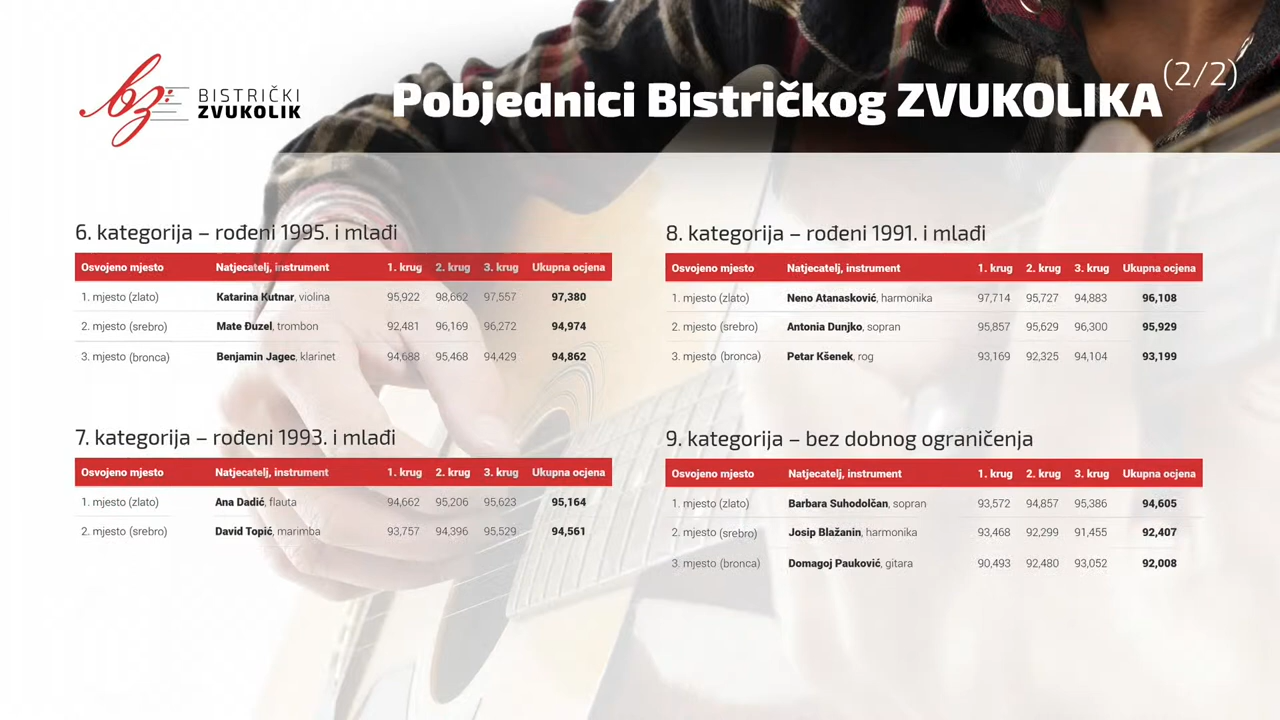 BISTRIČKI
ZVUKOLIK
Pobjednici Bistričkog ZVUKOLIKA (2/2)
6. kategorija – rođeni 1995. i mlađi
Osvojeno mjesto Natjecatelj, instrument 1. krug 2. krug 3. krug Ukupna ocjena
1. mjesto (zlato) Katarina Kutnar, violina 95,922 98,662 97,557 97,380
2. mjesto (srebro) Mate Đuzel, trombon 92,481 96,169 96,272 94,974
3. mjesto (bronca) Benjamin Jagec, klarinet 94,688 95,468 94,429 94,862
7. kategorija – rođeni 1993. i mlađi
Osvojeno mjesto Natjecatelj, instrument 1. krug 2. krug 3. krug Ukupna ocjena
1. mjesto (zlato) Ana Dadić, flauta 94,662 95,206 95,623 95,164
2. mjesto (srebro) David Topić, marimba 93,757 94,396 95,529 94,561
8. kategorija – rođeni 1991. i mlađi
Osvojeno mjesto Natjecatelj, instrument 1. krug 2. krug 3. krug Ukupna ocjena
1. mjesto (zlato) Neno Atanasković, harmonika 97,714 95,727 94,883 96,108
2. mjesto (srebro) Antonia Dunjko, sopran 95,857 95,629 96,300 95,929
3. mjesto (bronca) Petar Kšenek, rog 93,169 92,325 94,104 93,199
9. kategorija – bez dobnog ograničenja
Osvojeno mjesto Natjecatelj, instrument 1. krug 2. krug 3. krug Ukupna ocjena
1. mjesto (zlato) Barbara Suhodolčan, sopran 93,572 94,857 95,386 94,605
2. mjesto (srebro) Josip Blažanin, harmonika 93,468 92,299 91,455 92,407
3. mjesto (bronca) Domagoj Pauković, gitara 90,493 92,480 93,052 92,008